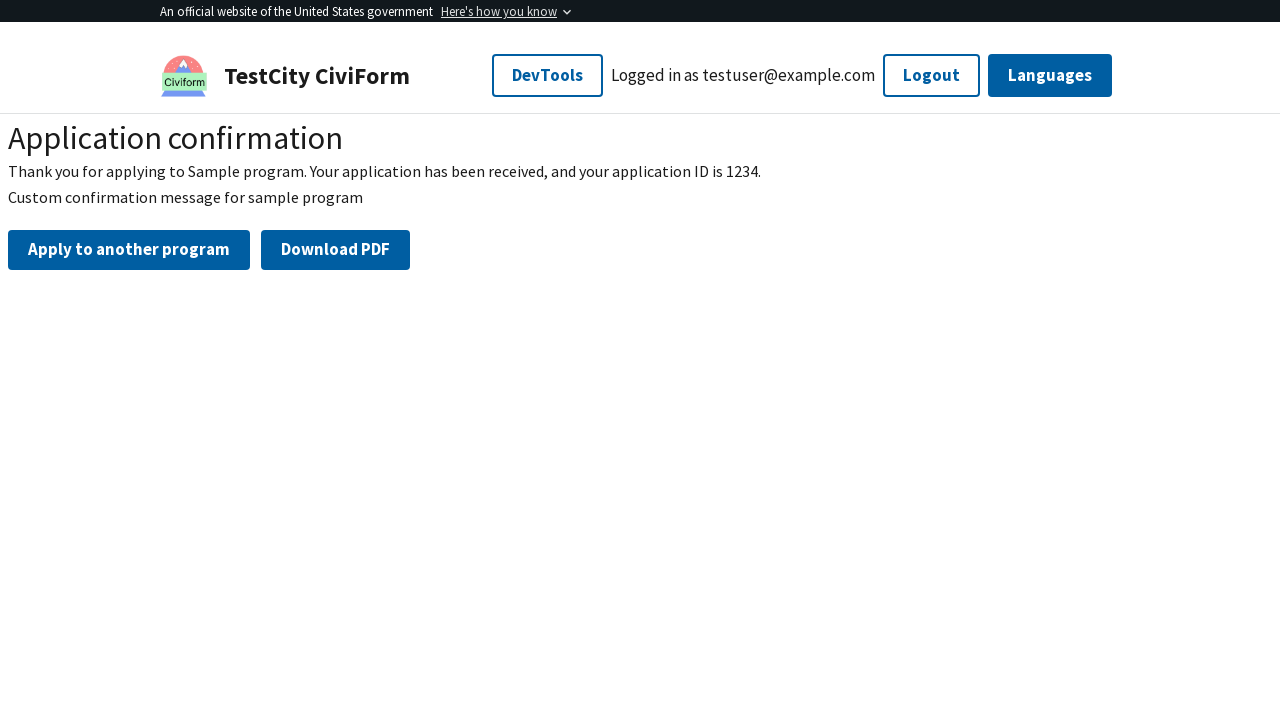 An official website of the United States government Here's how you know
Civiform
TestCity CiviForm
DevTools
Logged in as testuser@example.com
Logout
Languages
Application confirmation
Thank you for applying to Sample program. Your application has been received, and your application ID is 1234.
Custom confirmation message for sample program
Apply to another program
Download PDF